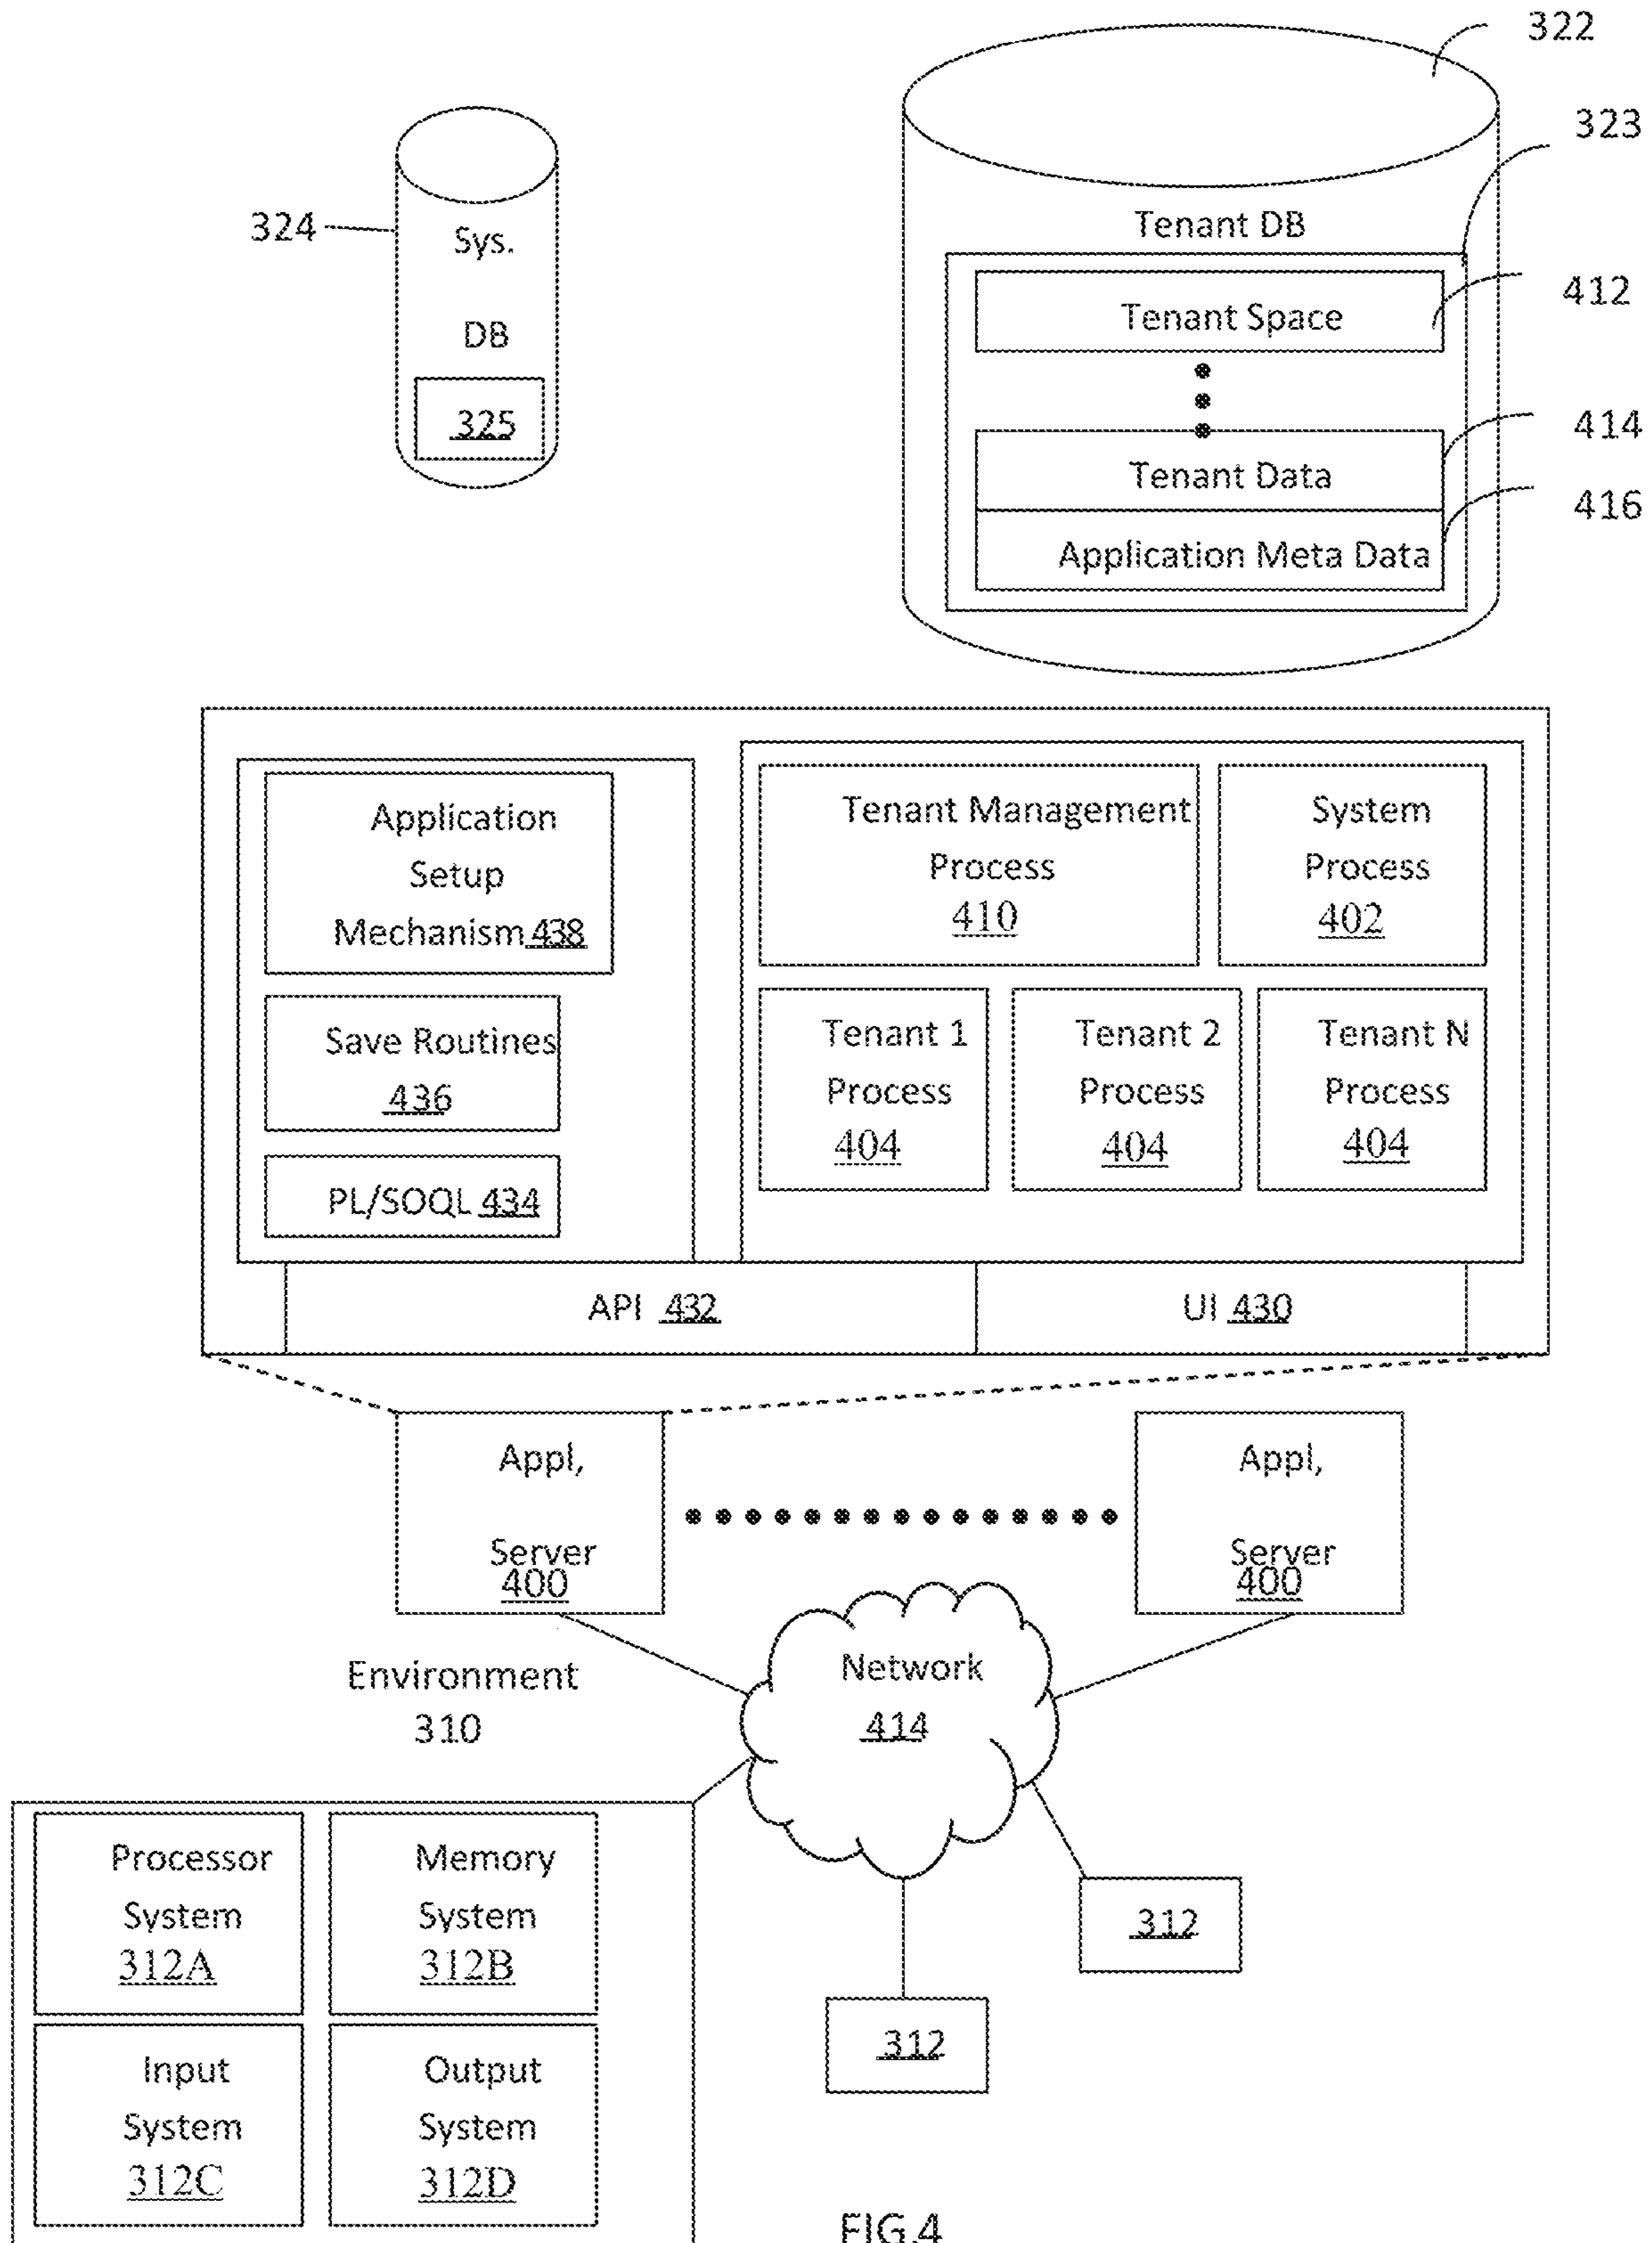 322
323
324
Sys.
DB
325
Tenant DB
Tenant Space
412
414
Tenant Data
416
Application Meta Data
Application
Setup
Mechanism 438
Save Routines
436
PL/SOQL 434
Tenant Management
Process
410
System
Process
402
Tenant 1
Process
404
Tenant 2
Process
404
Tenant N
Process
404
API 432
UI 430
Appl,
Server
400
Appl,
Server
400
Environment
310
Network
414
Processor
System
312A
Memory
System
312B
Input
System
312C
Output
System
312D
312
312
FIG.4